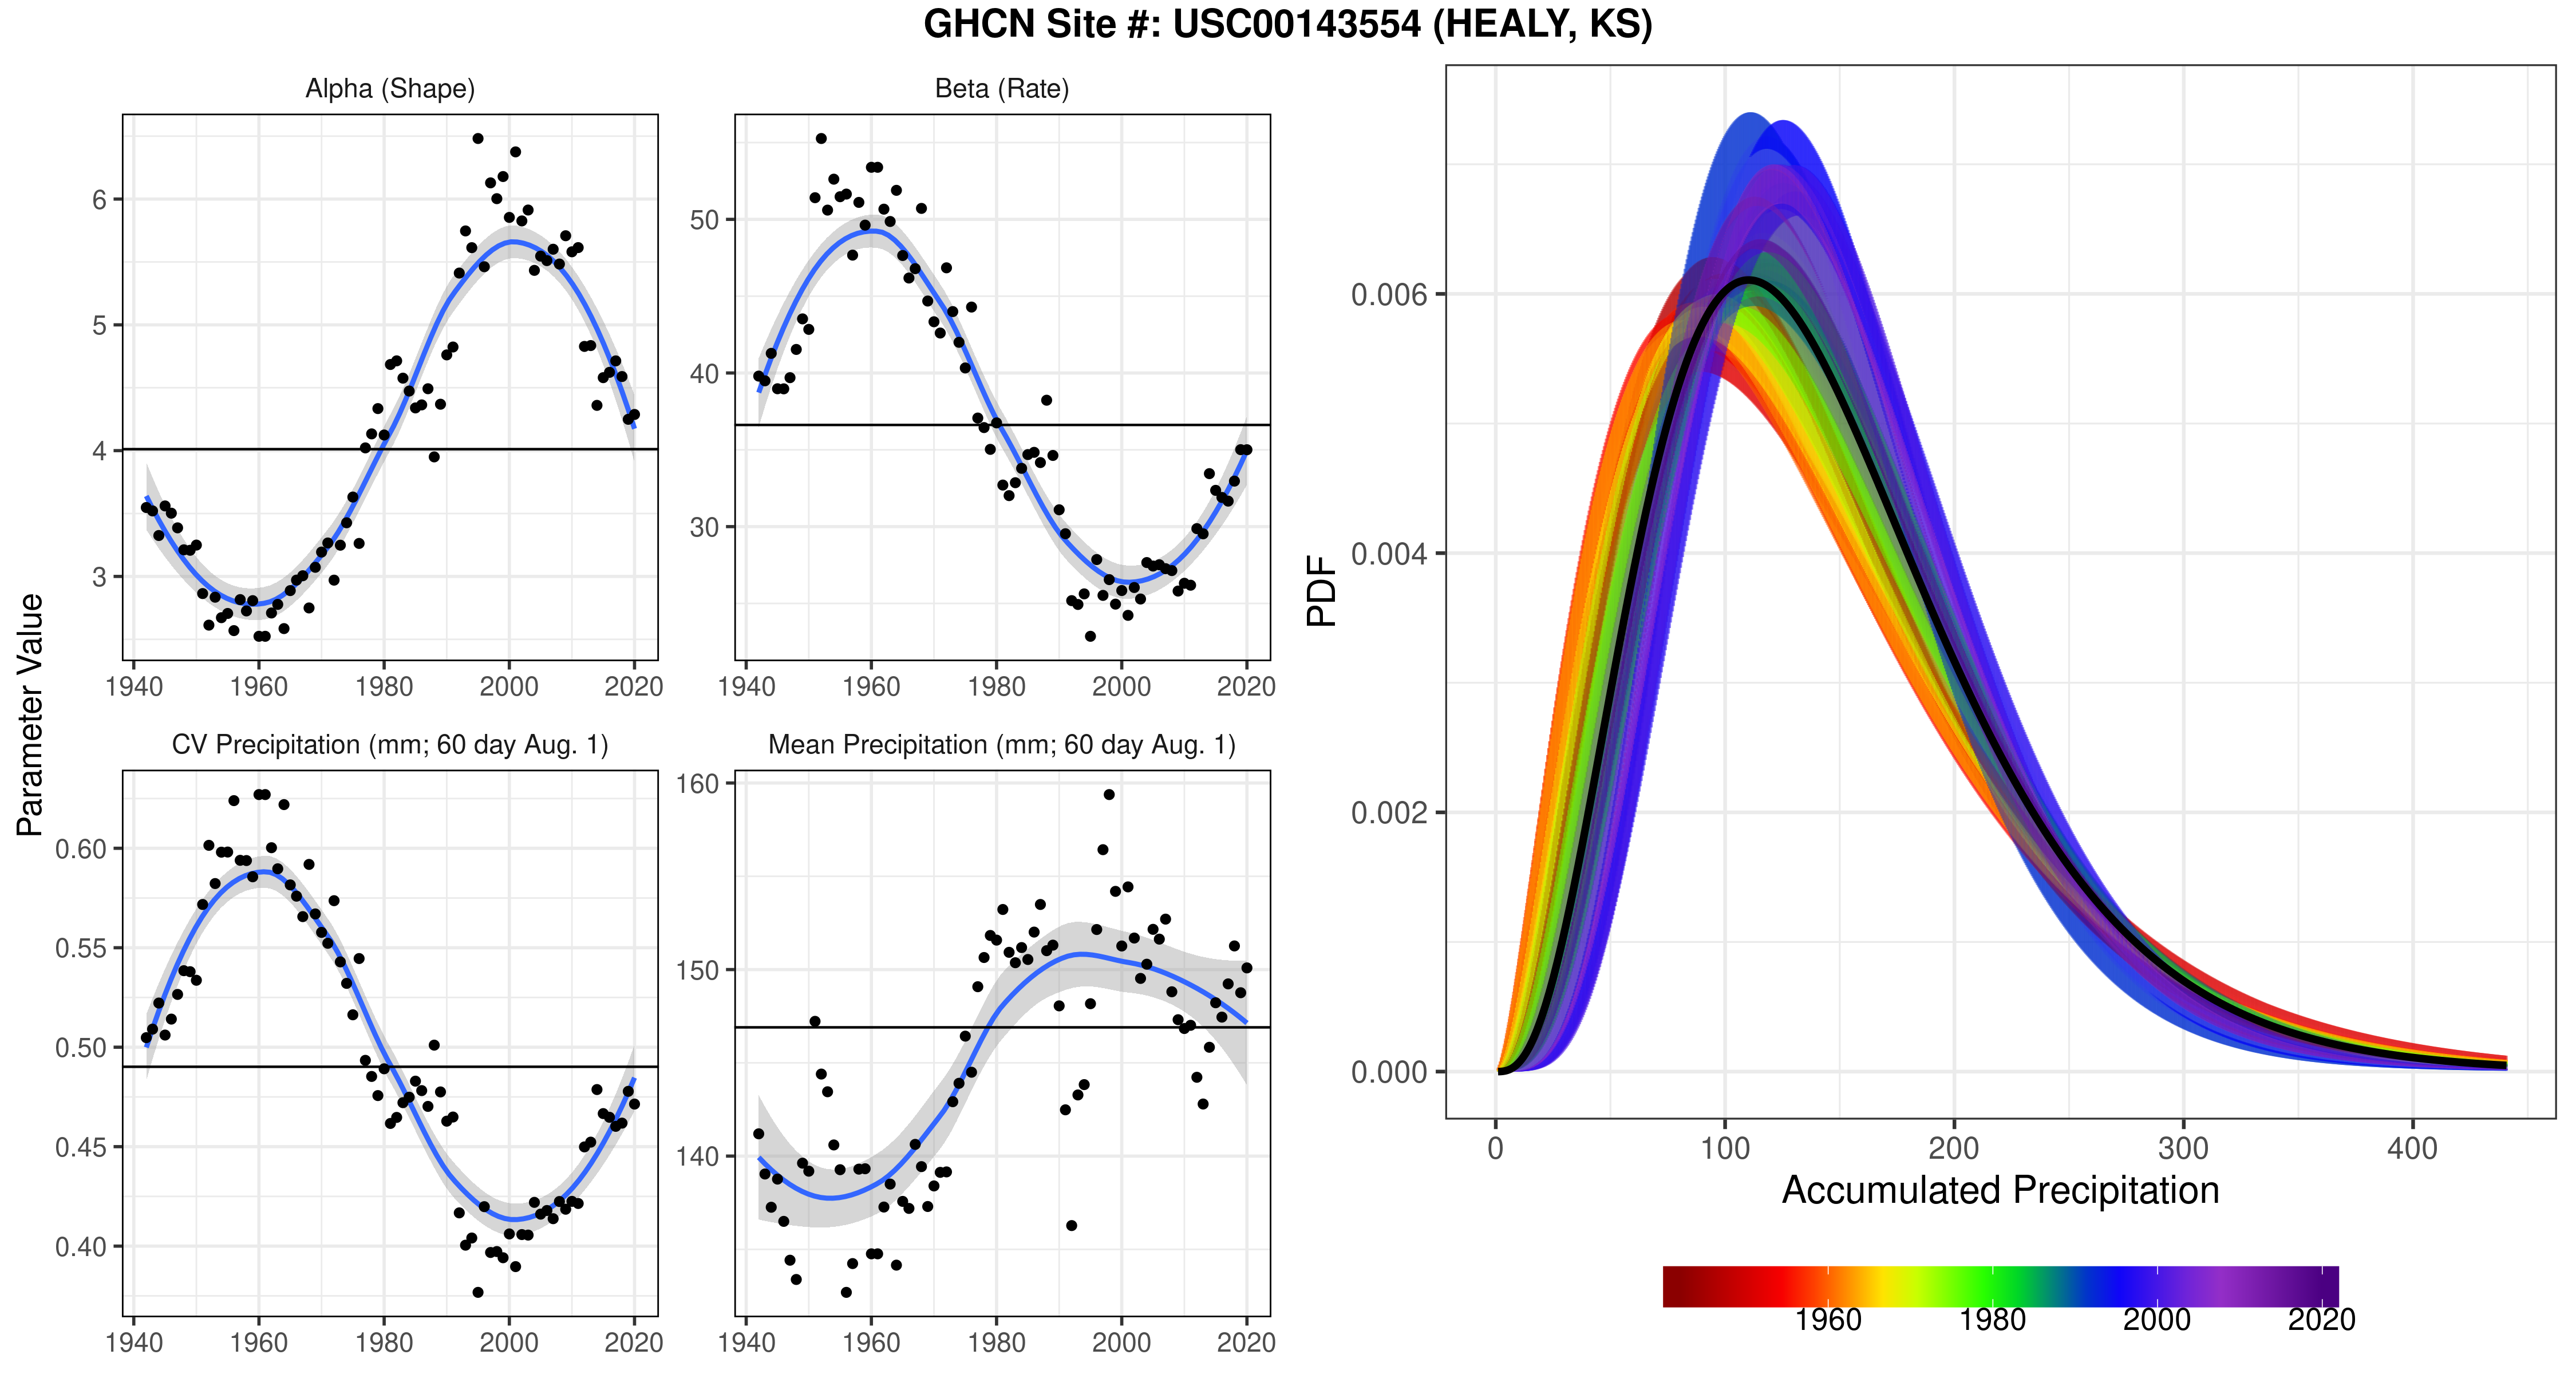 GHCN Site #: USC00143554 (HEALY, KS)
Alpha (Shape)
6
5
4
3
1940 1960 1980 2000 2020
Beta (Rate)
50
40
30
1940 1960 1980 2000 2020
Parameter Value
CV Precipitation (mm; 60 day Aug. 1)
0.60
0.55
0.50
0.45
0.40
1940 1960 1980 2000 2020
Mean Precipitation (mm; 60 day Aug. 1)
160
150
140
1940 1960 1980 2000 2020
PDF
0.006
0.004
0.002
0.000
0 100 200 300 400
Accumulated Precipitation
1960 1980 2000 2020